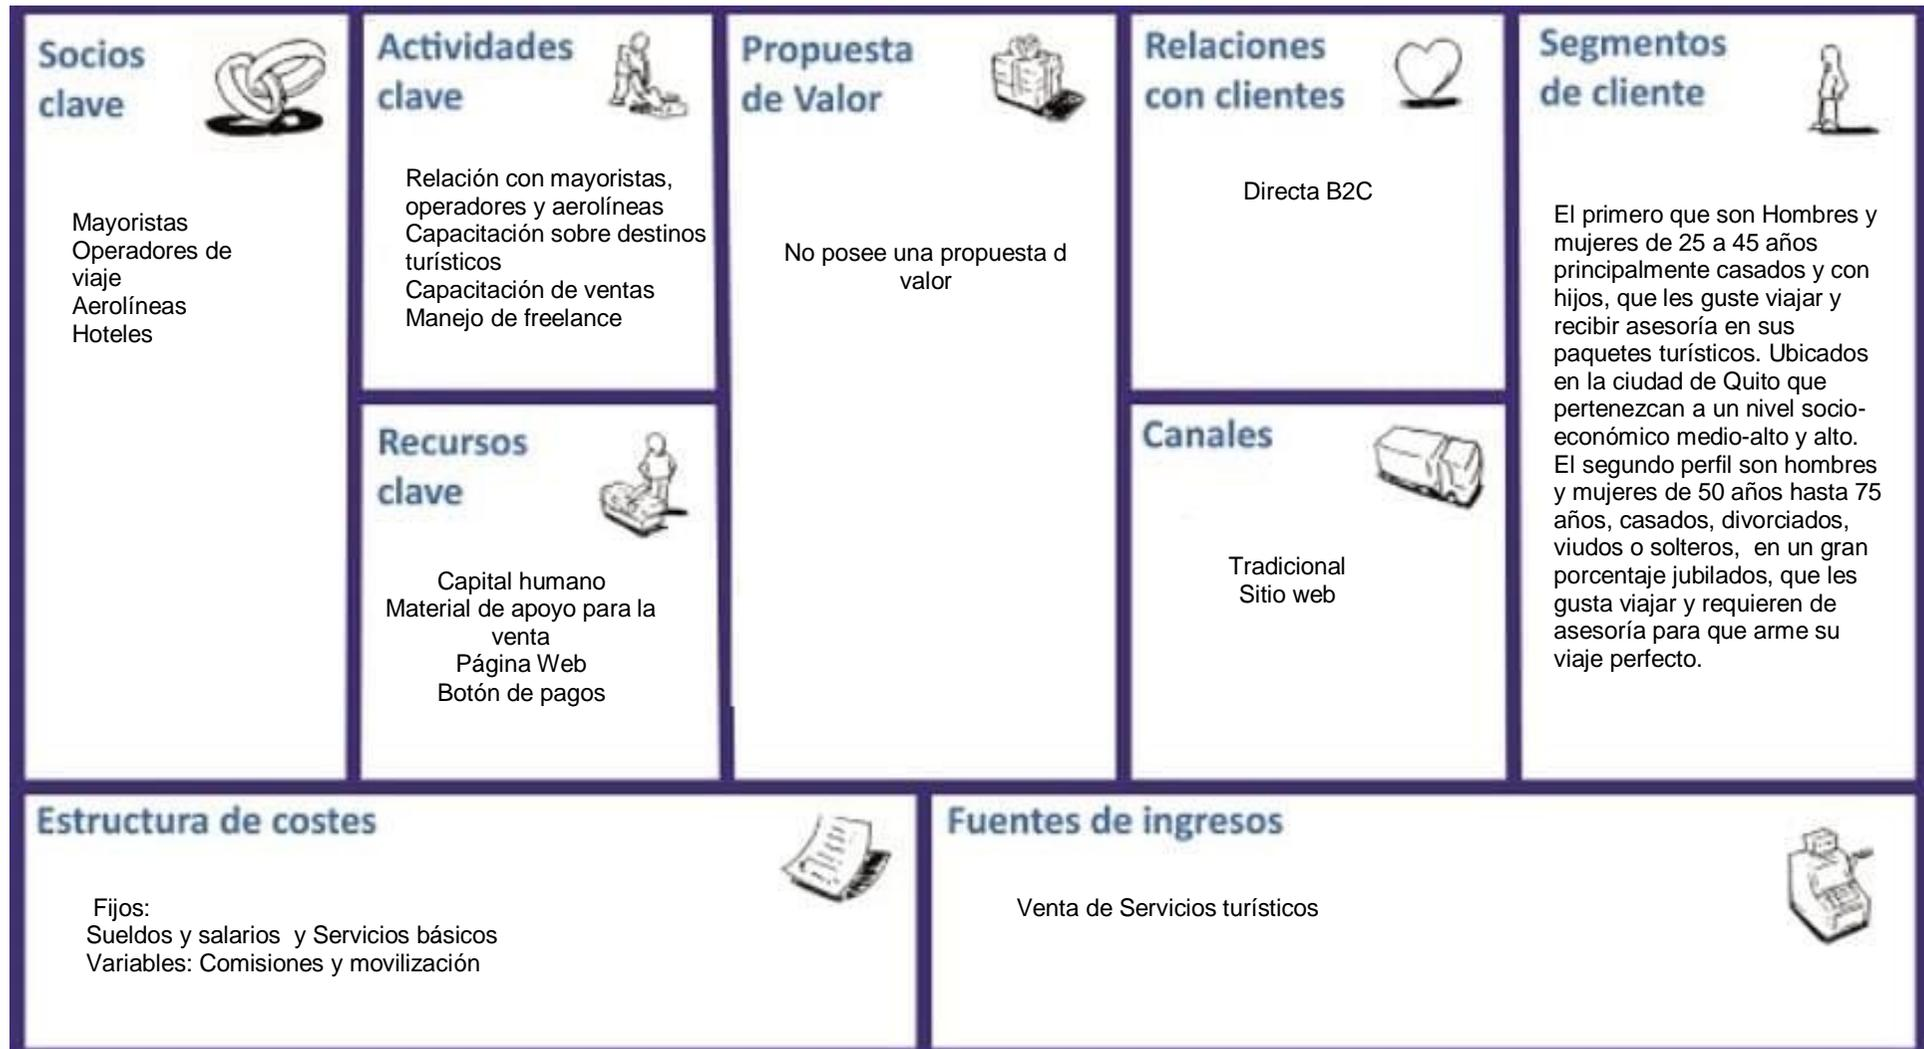 Socios
clave
Mayoristas
Operadores de
viaje
Aerolíneas
Hoteles
Actividades
clave
Relación con mayoristas,
operadores y aerolíneas
Capacitación sobre destinos
turísticos
Capacitación de ventas
Manejo de freelance
Recursos
clave
Capital humano
Material de apoyo para la
venta
Página Web
Botón de pagos
Propuesta
de Valor
No posee una propuesta d
valor
Relaciones
con clientes
Directa B2C
Canales
Tradicional
Sitio web
Segmentos
de cliente
El primero que son Hombres y
mujeres de 25 a 45 años
principalmente casados y con
hijos, que les guste viajar y
recibir asesoría en sus
paquetes turísticos. Ubicados
en la ciudad de Quito que
pertenezcan a un nivel socio-
económico medio-alto y alto.
El segundo perfil son hombres
y mujeres de 50 años hasta 75
años, casados, divorciados,
viudos o solteros,  en un gran
porcentaje jubilados, que les
gusta viajar y requieren de
asesoría para que arme su
viaje perfecto.
Estructura de costes
Fijos:
Sueldos y salarios  y Servicios básicos
Variables: Comisiones y movilización
Fuentes de ingresos
Venta de Servicios turísticos